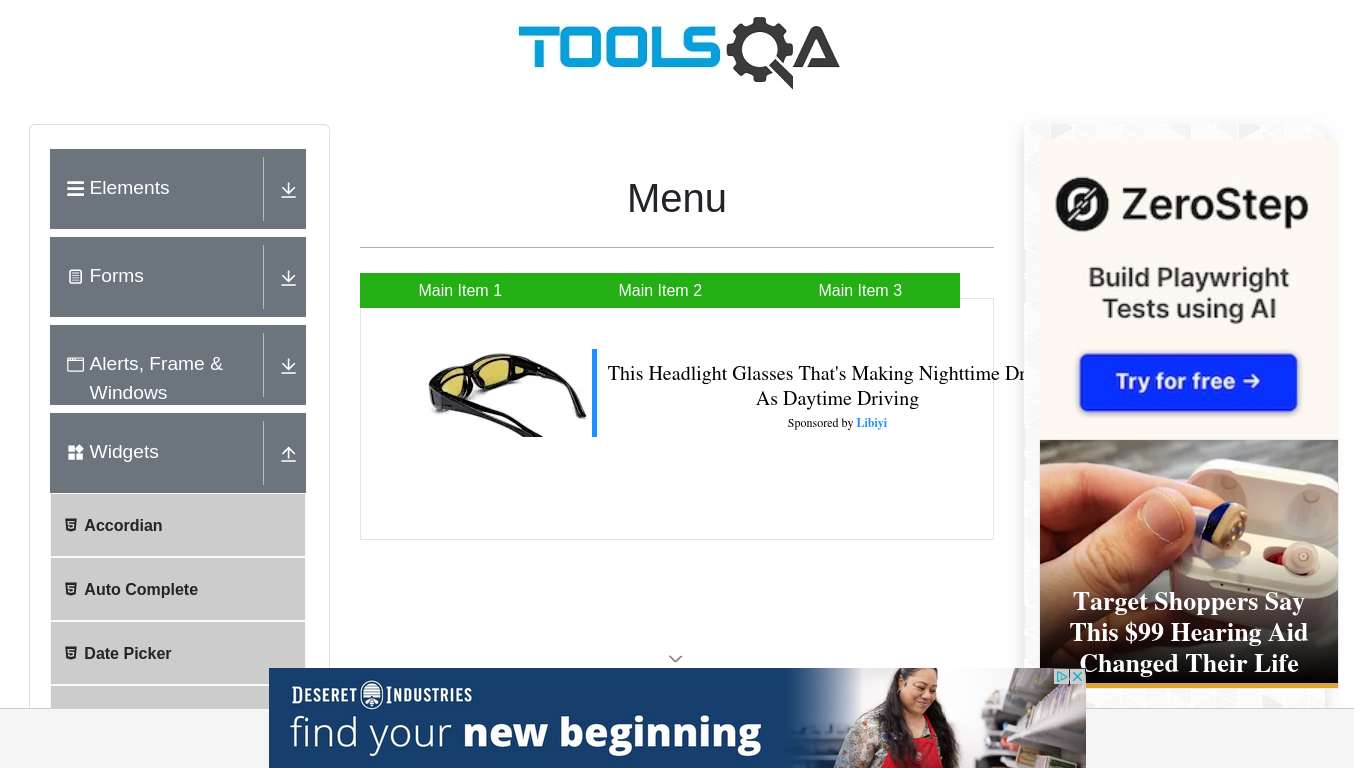 TOOLSQA
Elements
Forms
Alerts, Frame &
Windows
Widgets
Accordian
Auto Complete
Date Picker
Menu
Main Item 1
Main Item 2
Main Item 3
This Headlight Glasses That's Making Nighttime
As Daytime Driving
Sponsored by Libiyi
ZeroStep
Build Playwright
Tests using AI
Try for free →
Target Shoppers Say
This $99 Hearing Aid
Changed Their Life
DESERET INDUSTRIES
find your new beginning